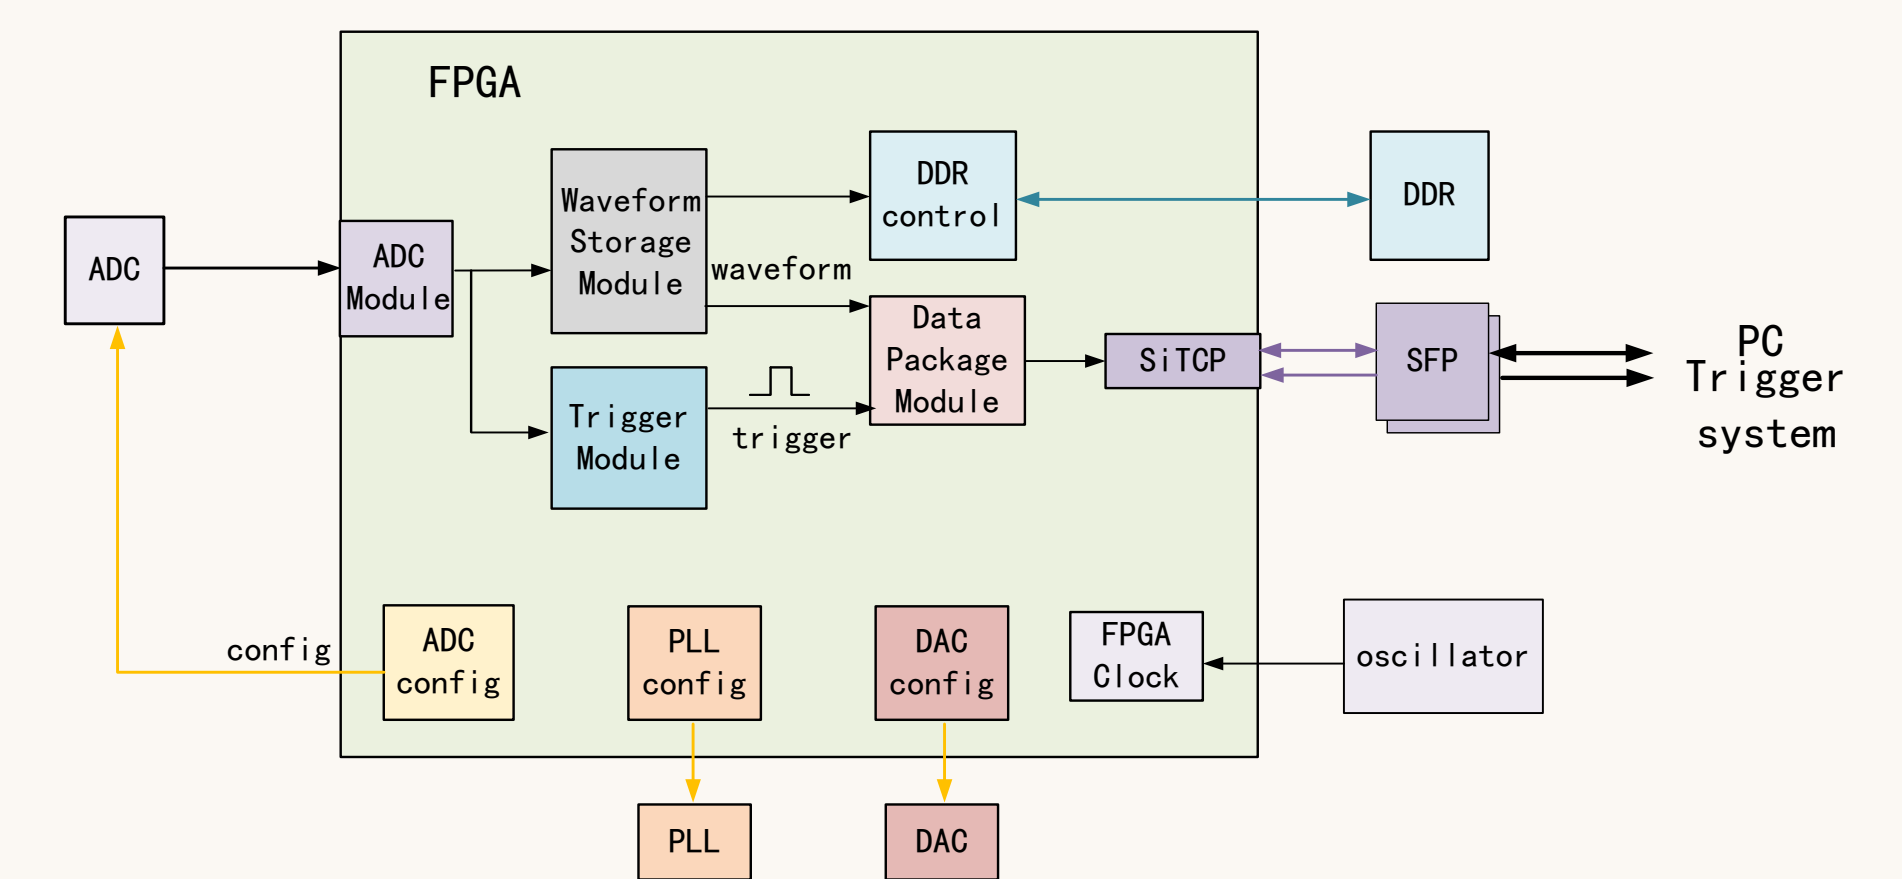 FPGA
ADC
ADC
Module
Waveform
Storage
Module
DDR
control
DDR
waveform
Data
Package
Module
SiTCP
SFP
PC
Trigger
system
Trigger
Module
trigger
config
ADC
config
PLL
config
DAC
config
FPGA
Clock
oscillator
PLL
DAC